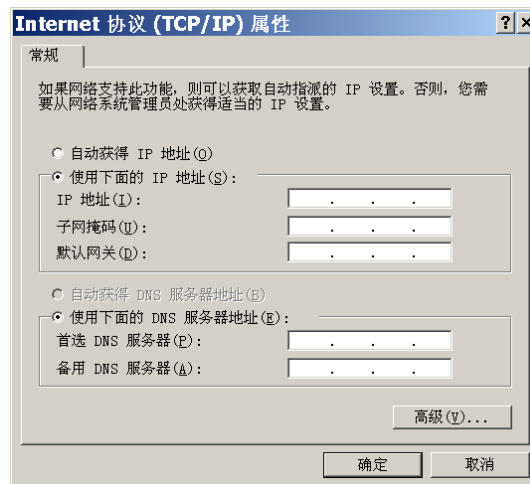 Internet 协议 (TCP/IP) 属性
常规
如果网络支持此功能，则可以获取自动指派的 IP 设置。否则，您需
要从网络系统管理员处获得适当的 IP 设置。
自动获得 IP 地址(O)
使用下面的 IP 地址(S):
IP 地址(I):
子网掩码(U):
默认网关(D):
自动获得 DNS 服务器地址(B)
使用下面的 DNS 服务器地址(E):
首选 DNS 服务器(P):
备用 DNS 服务器(A):
高级(V)...
确定
取消